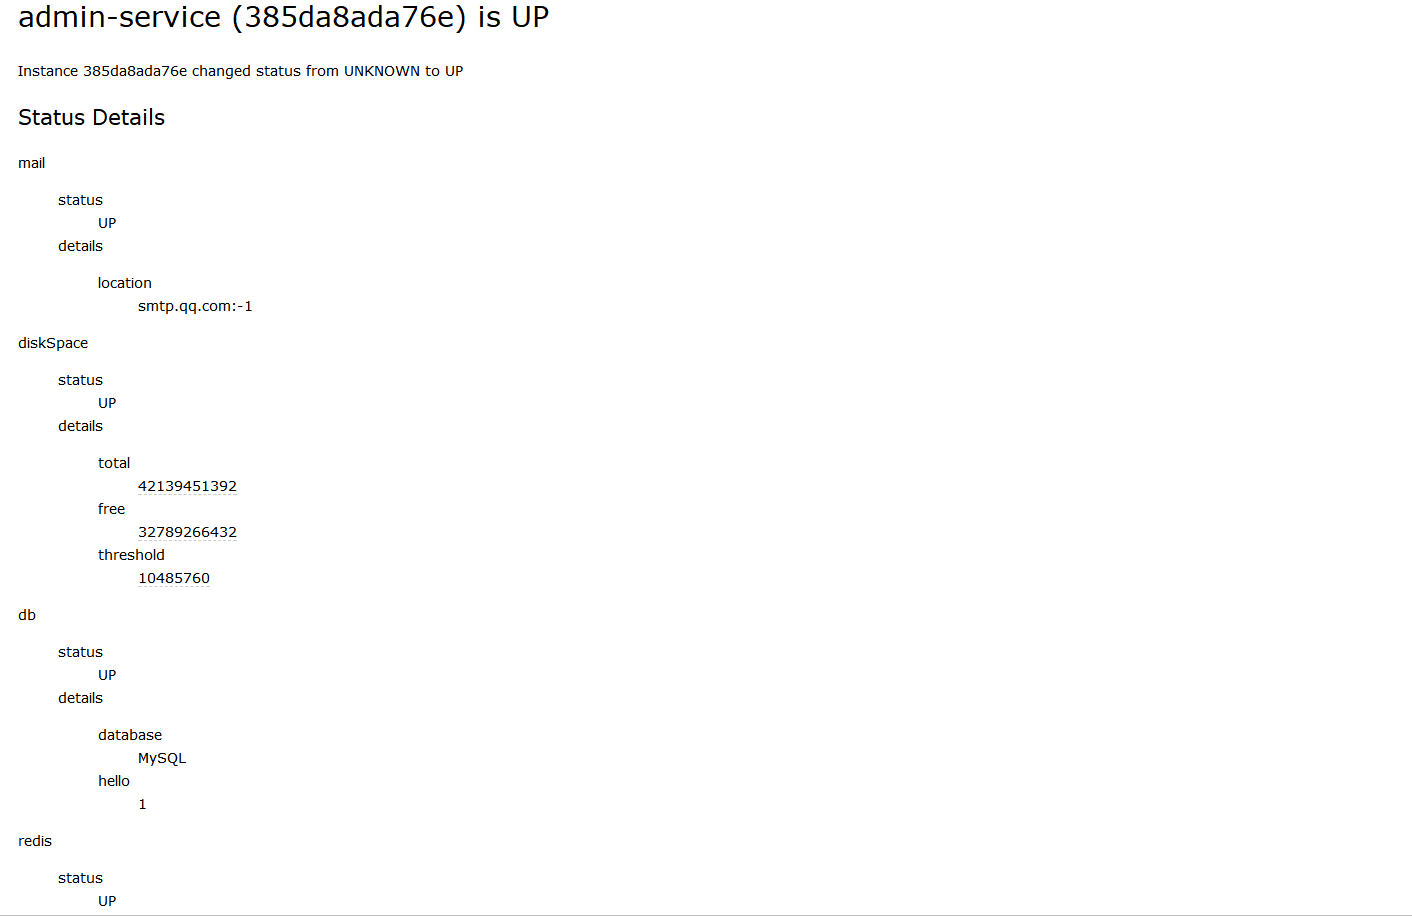 admin-service (385da8ada76e) is UP
Instance 385da8ada76e changed status from UNKNOWN to UP
Status Details
mail
status
UP
details
location
smtp.qq.com:-1
diskSpace
status
UP
details
total
42139451392
free
32789266432
threshold
10485760
db
status
UP
details
database
MySQL
hello
1
redis
status
UP